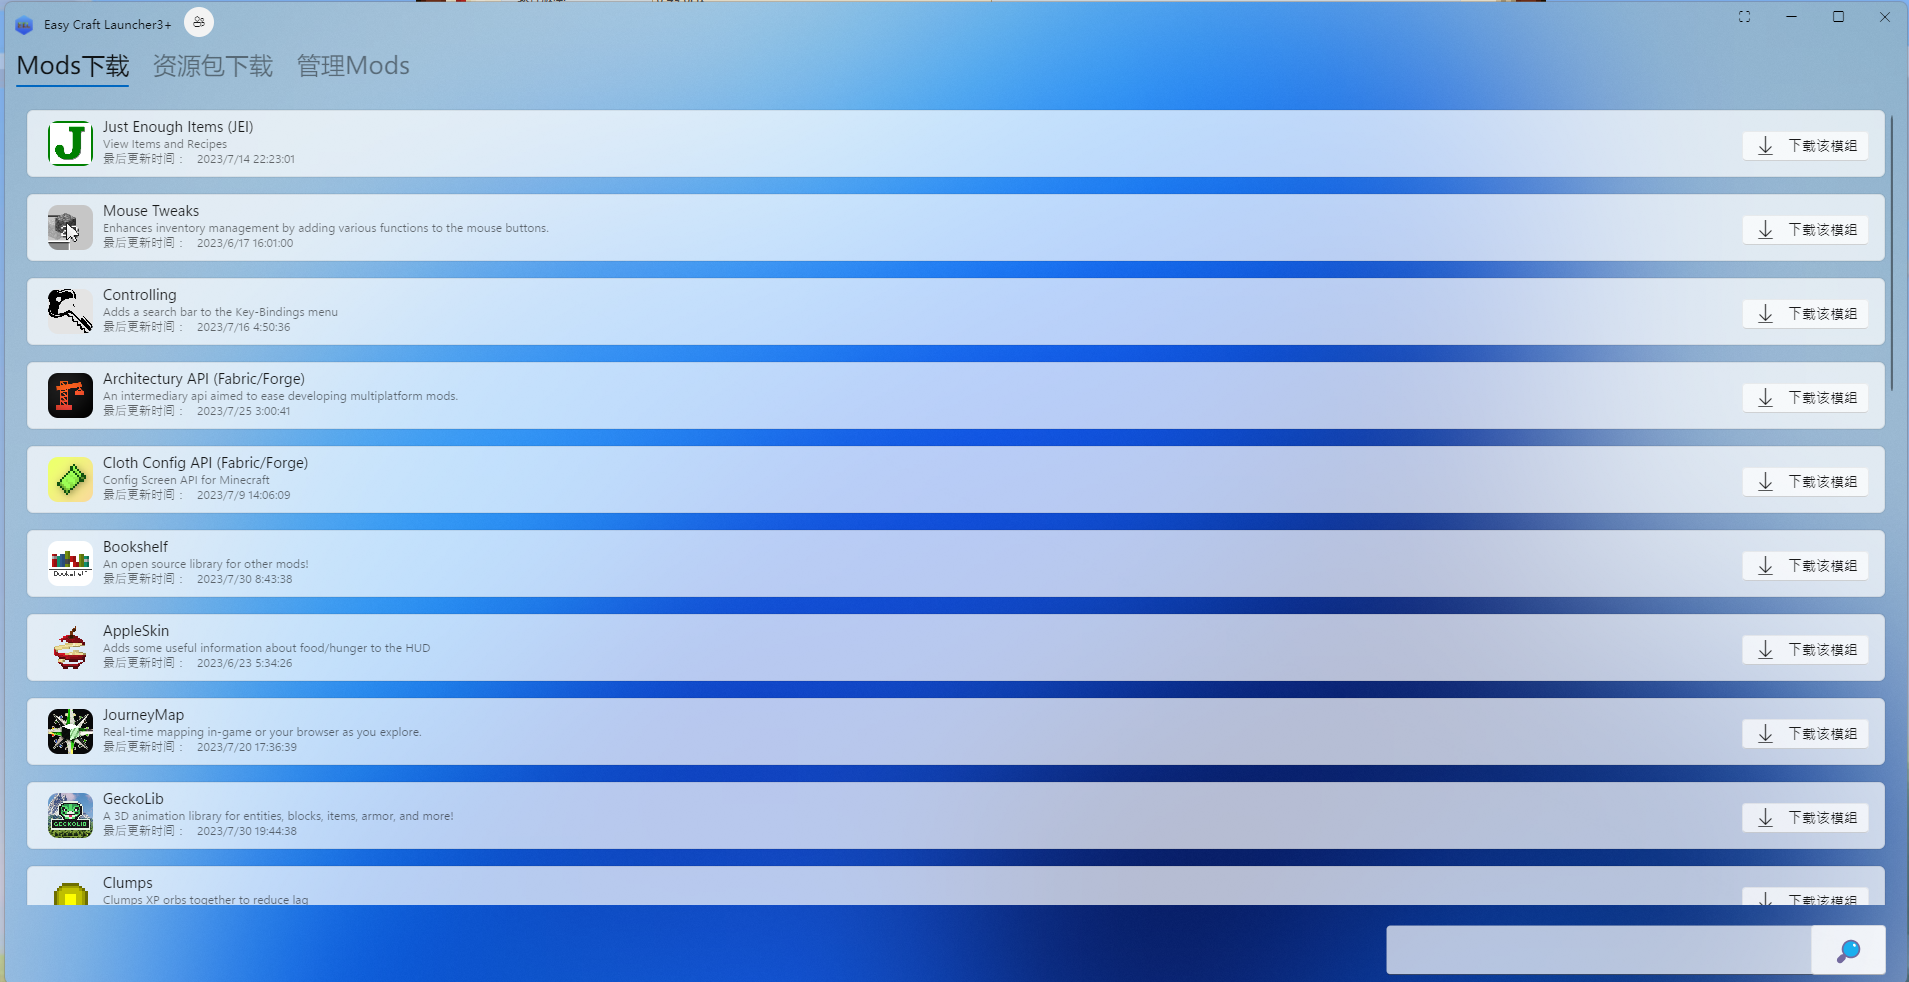 Easy Craft Launcher3+
Mods下载 资源包下载 管理Mods
Just Enough Items (JEI)
View Items and Recipes
最后更新时间： 2023/7/14 22:23:01
下载该模组
Mouse Tweaks
Enhances inventory management by adding various functions to the mouse buttons.
最后更新时间： 2023/6/17 16:01:00
下载该模组
Controlling
Adds a search bar to the Key-Bindings menu
最后更新时间： 2023/7/16 4:50:36
下载该模组
Architectury API (Fabric/Forge)
An intermediary api aimed to ease developing multiplatform mods.
最后更新时间： 2023/7/25 3:00:41
下载该模组
Cloth Config API (Fabric/Forge)
Config Screen API for Minecraft
最后更新时间： 2023/7/9 14:06:09
下载该模组
Bookshelf
An open source library for other mods!
最后更新时间： 2023/7/30 8:43:38
下载该模组
AppleSkin
Adds some useful information about food/hunger to the HUD
最后更新时间： 2023/6/23 5:34:26
下载该模组
JourneyMap
Real-time mapping in-game or your browser as you explore.
最后更新时间： 2023/7/20 17:36:39
下载该模组
GECKOLIB
GeckoLib
A 3D animation library for entities, blocks, items, armor, and more!
最后更新时间： 2023/7/30 19:44:38
下载该模组
Clumps
Clumps XP orbs together to reduce lag
下载该模组